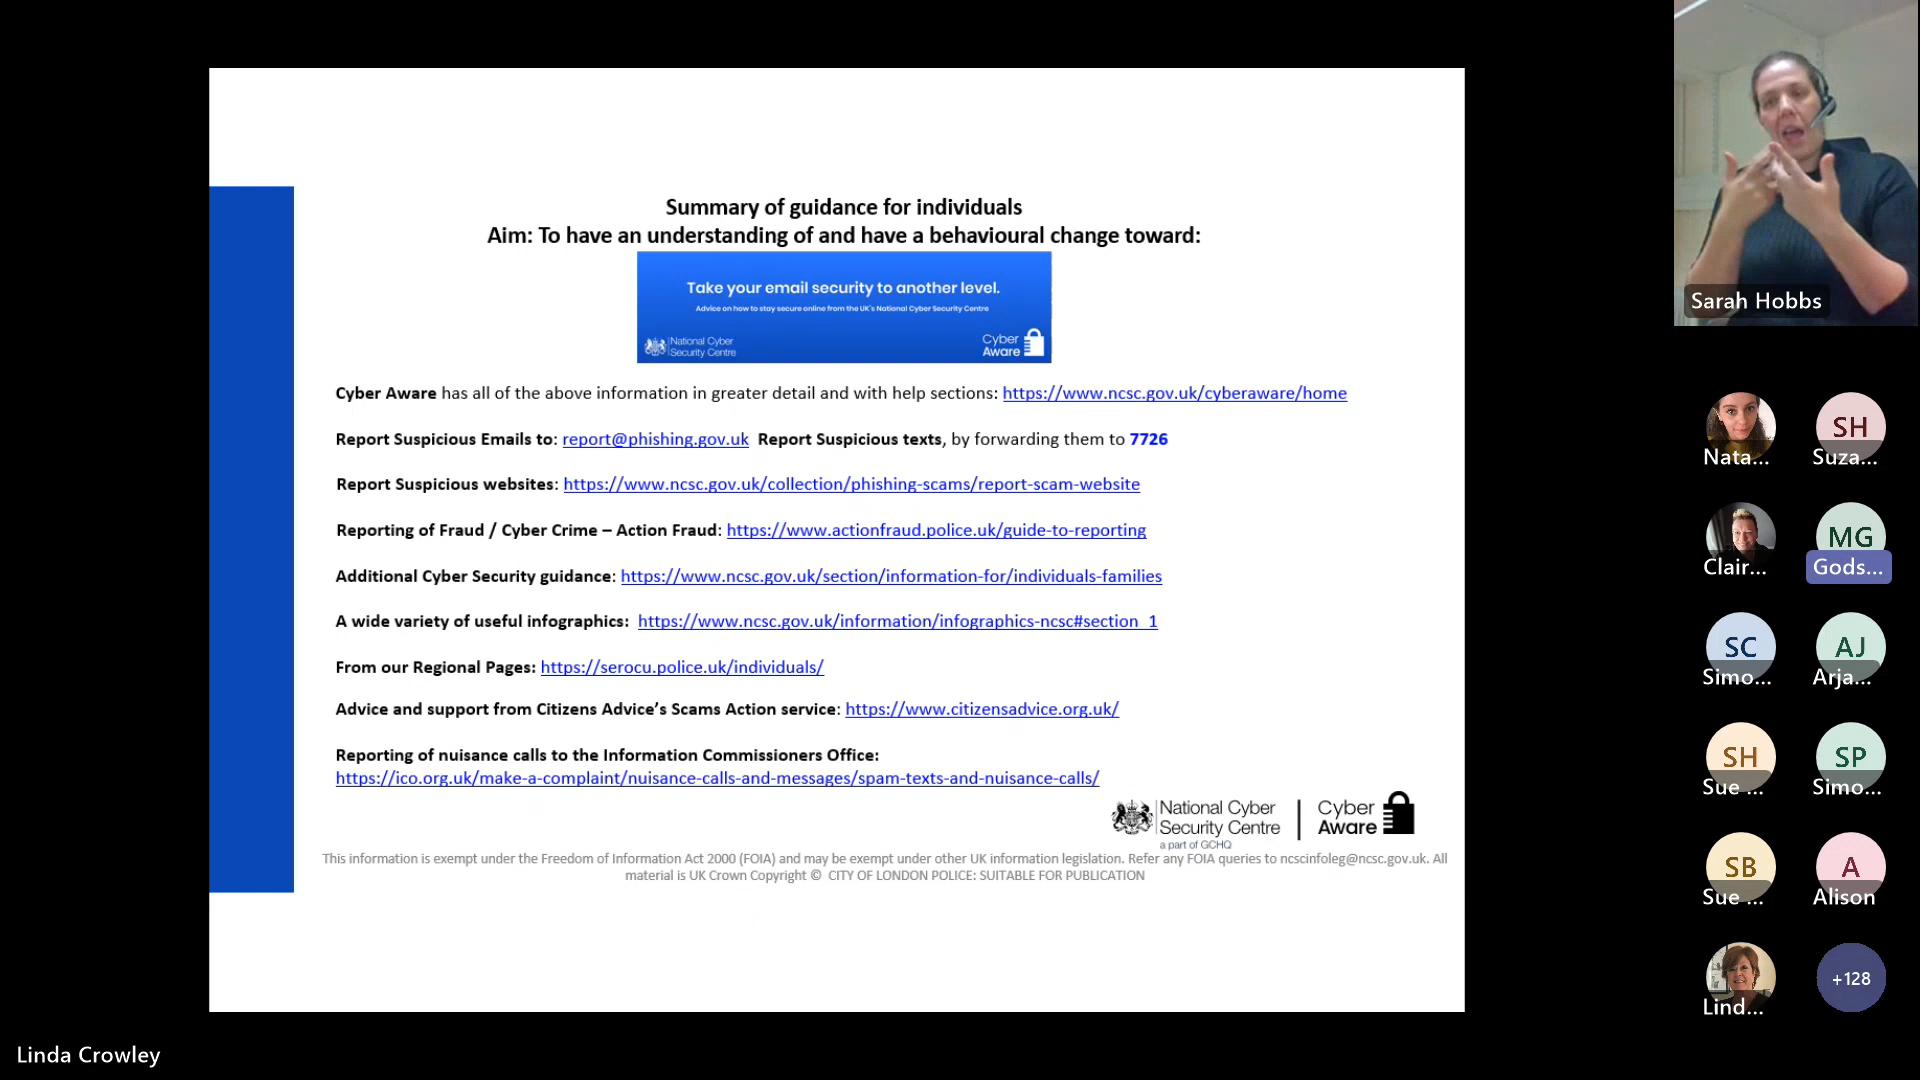 Summary of guidance for individuals
Aim: To have an understanding of and have a behavioural change toward:
Take your email security to another level.
Advice on how to stay secure online from the UK's National Cyber Security Centre
National Cyber
Security Centre
Cyber
Aware
Cyber Aware has all of the above information in greater detail and with help sections: https://www.ncsc.gov.uk/cyberaware/home
Report Suspicious Emails to: report@phishing.gov.uk Report Suspicious texts, by forwarding them to 7726
Report Suspicious websites: https://www.ncsc.gov.uk/collection/phishing-scams/report-scam-website
Reporting of Fraud / Cyber Crime – Action Fraud: https://www.actionfraud.police.uk/guide-to-reporting
Additional Cyber Security guidance: https://www.ncsc.gov.uk/section/information-for/individuals-families
A wide variety of useful infographics: https://www.ncsc.gov.uk/information/infographics-ncsc#section_1
From our Regional Pages: https://serocu.police.uk/individuals/
Advice and support from Citizens Advice's Scams Action service: https://www.citizensadvice.org.uk/
Reporting of nuisance calls to the Information Commissioners Office:
https://ico.org.uk/make-a-complaint/nuisance-calls-and-messages/spam-texts-and-nuisance-calls/
National Cyber
Security Centre
a part of GCHQ
Cyber
Aware
This information is exempt under the Freedom of Information Act 2000 (FOIA) and may be exempt under other UK information legislation. Refer any FOIA queries to ncscinfoleg@ncsc.gov.uk. All
material is UK Crown Copyright © CITY OF LONDON POLICE: SUITABLE FOR PUBLICATION
Sarah Hobbs
Nata...
SH
Suza...
Clair...
MG
Gods...
SC
Simo...
AJ
Arja...
SH
Sue ...
SP
Simo...
SB
Sue ...
A
Alison
Lind...
+128
Linda Crowley